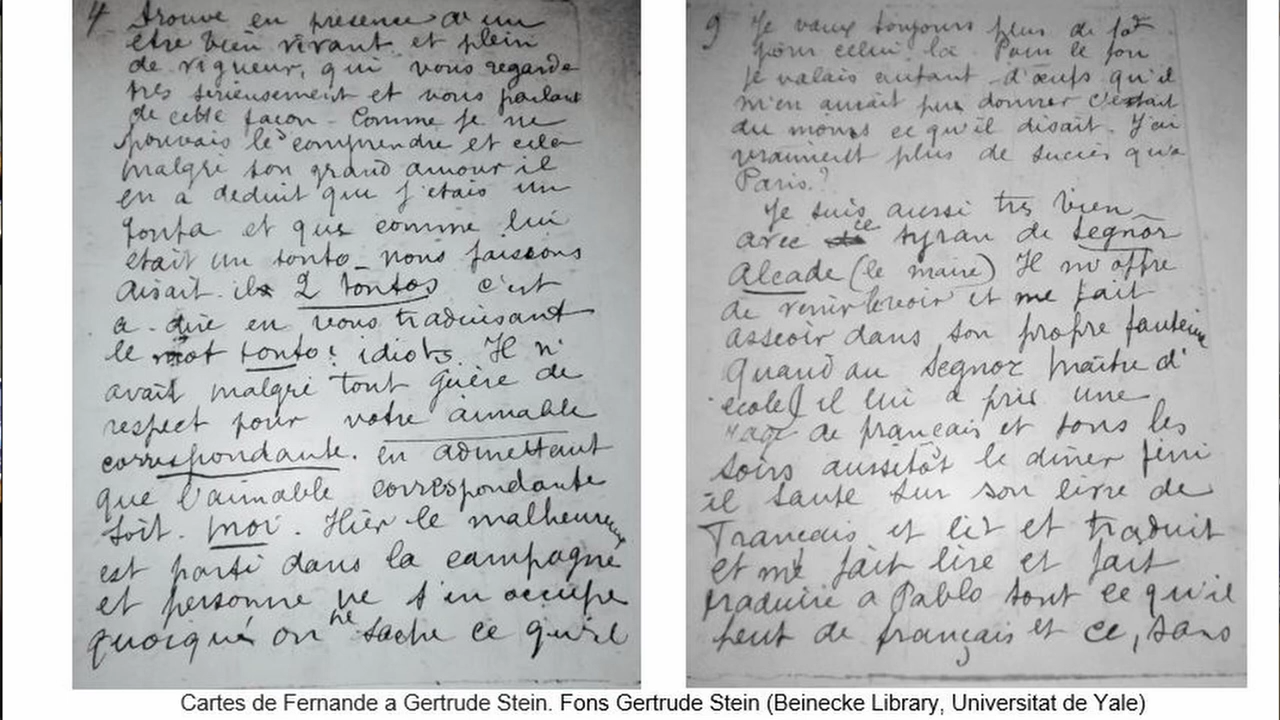 4 trouve en présence d'un
être bien vivant et plein
de vigueur, qui vous regarde
très serieusement et vous parlant
de cette façon - Comme je ne
pouvais le comprendre et cela
malgré son grand amour il
en a deduit que j'etais un
tonta et que comme lui
etait un tonto nous faisions
disait-il 2 tontos c'est
a-dire en vous traduisant
le mot tonto: idiots. Il n'
avait malgré tout guère de
respect pour votre aimable
correspondante. en admettant
que l'aimable correspondante
soit. moi. Hier le malheureux
est parti dans la campagne
et personne ne s'en occupe
quoique on ne sache ce qu'il
9 Je vaux toujours plus de
pour celui la. Pour le fou
je valais autant d'œufs qu'il
m'en aurait pu donner c'était
du moins ce qu'il disait. J'ai
vraiment plus de succès qu'a
Paris.?
Je suis aussi très bien
avec ce tyran de Segnor
Alcade (le maire) Il m'offre
de venir le voir et me fait
asseoir dans son propre fauteuil
Quand au Segnor maître d'
école il lui a pris une
rage de français et tous les
soirs aussetôt le dîner fini
il saute sur son livre de
Francais et lit et traduit
et me fait lire et fait
traduire a Pablo tout ce qu'il
peut de français et ce, sans
Cartes de Fernande a Gertrude Stein. Fons Gertrude Stein (Beinecke Library, Universitat de Yale)